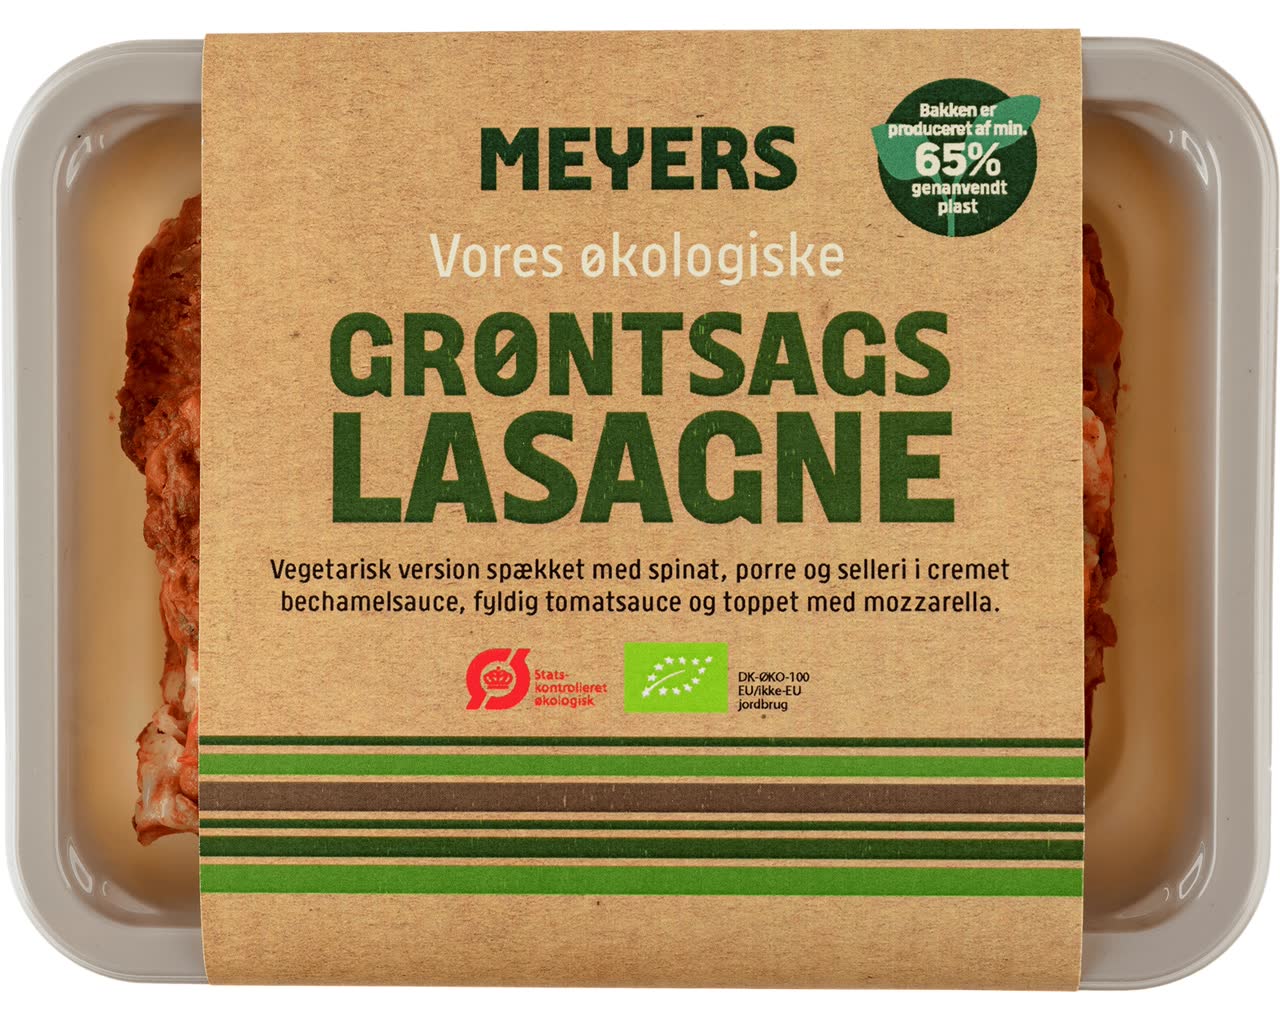 MEYERS
Bakken er
produceret af min.
65%
genanvendt
plast
Vores økologiske
GRØNTSAGS
LASAGNE
Vegetarisk version spækket med spinat, porre og selleri i cremet
bechamelsauce, fyldig tomatsauce og toppet med mozzarella.
Stats-
kontrolleret
økologisk
DK-ØKO-100
EU/ikke-EU
jordbrug